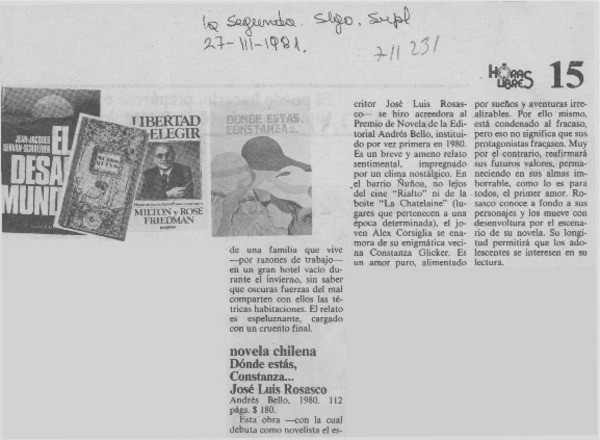 la Segunda. Stgo. Supl
27-III-1981.
711 231
HORAS
LIBRES
15
JEAN-JACQUES
SERVAN-SCHREIBER
EL
DESA
MUND
LIBERTAD
ELEGIR
MILTON y ROSE
FRIEDMAN
DONDE ESTAS,
CONSTANZA...
de una familia que vive
—por razones de trabajo—
en un gran hotel vacío du-
rante el invierno, sin saber
que oscuras fuerzas del mal
comparten con ellos las té-
tricas habitaciones. El relato
es espeluznante, cargado
con un cruento final.
novela chilena
Dónde estás,
Constanza...
José Luis Rosasco
Andrés Bello, 1980. 112
págs. $ 180.
Esta obra —con la cual
debuta como novelista el es-
critor José Luis Rosas-
co— se hizo acreedora al
Premio de Novela de la Edi-
torial Andrés Bello, institui-
do por vez primera en 1980.
Es un breve y ameno relato
sentimental, impregnado
por un clima nostálgico. En
el barrio Ñuñoa, no lejos
del cine "Rialto" ni de la
boite "La Chatelaine" (lu-
gares que pertenecen a una
época determinada), el jo-
ven Alex Corsiglia se ena-
mora de su enigmática veci-
na Constanza Glicker. Es
un amor puro, alimentado
por sueños y aventuras irre-
alizables. Por ello mismo,
está condenado al fracaso,
pero eso no significa que sus
protagonistas fracasen. Muy
por el contrario, reafirmará
sus futuros valores, perma-
neciendo en sus almas im-
borrable, como lo es para
todos, el primer amor. Ro-
sasco conoce a fondo a sus
personajes y los mueve con
desenvoltura por el escena-
rio de su novela. Su longi-
tud permitirá que los ado-
lescentes se interesen en su
lectura.